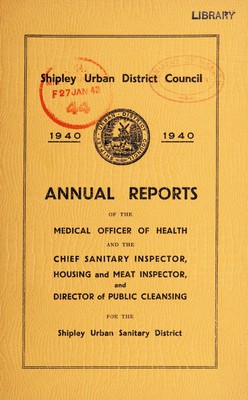 LIBRARY
Shipley Urban District Council
F27JAN42
44
1940 1940
ANNUAL REPORTS
OF THE
MEDICAL OFFICER OF HEALTH
AND THE
CHIEF SANITARY INSPECTOR,
HOUSING and MEAT INSPECTOR,
and
DIRECTOR of PUBLIC CLEANSING
FOR THE
Shipley Urban Sanitary District